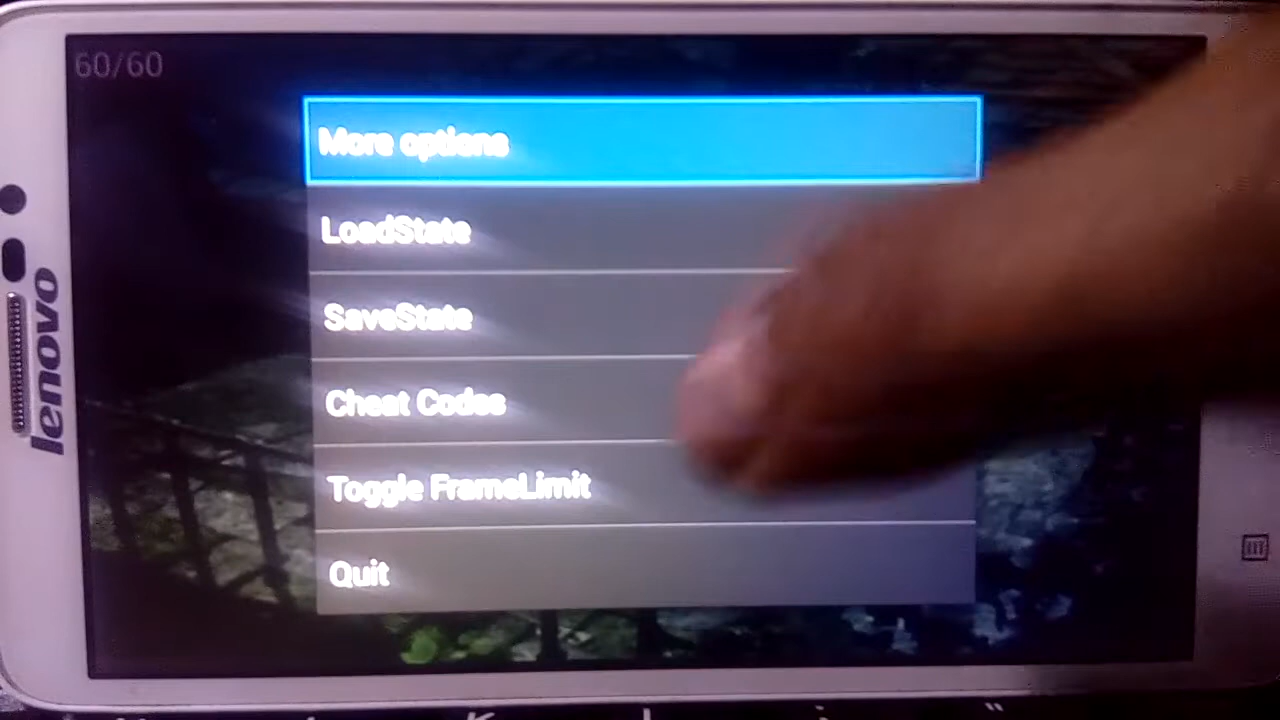 60/60
More options
LoadState
SaveState
Cheat Codes
Toggle FrameLimit
Quit
lenovo